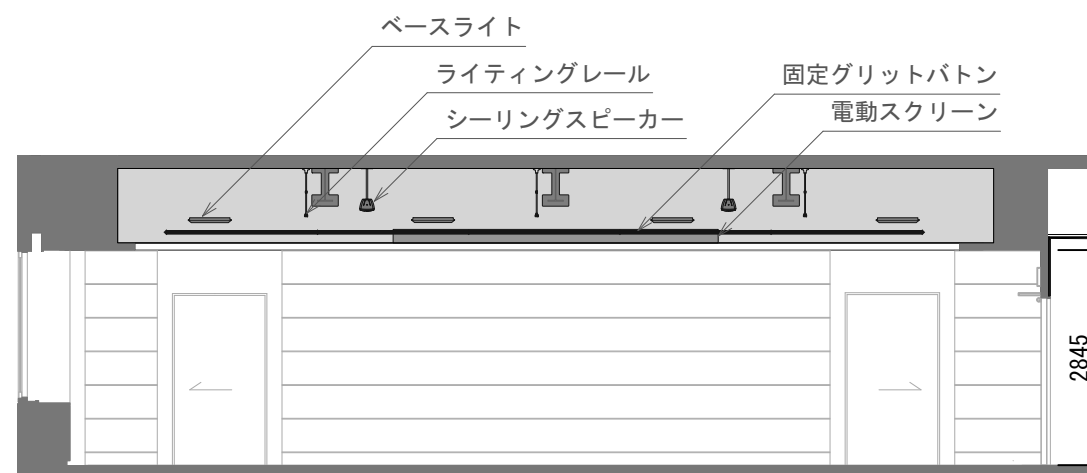 ベースライト
ライティングレール
シーリングスピーカー
固定グリットバトン
電動スクリーン
2845